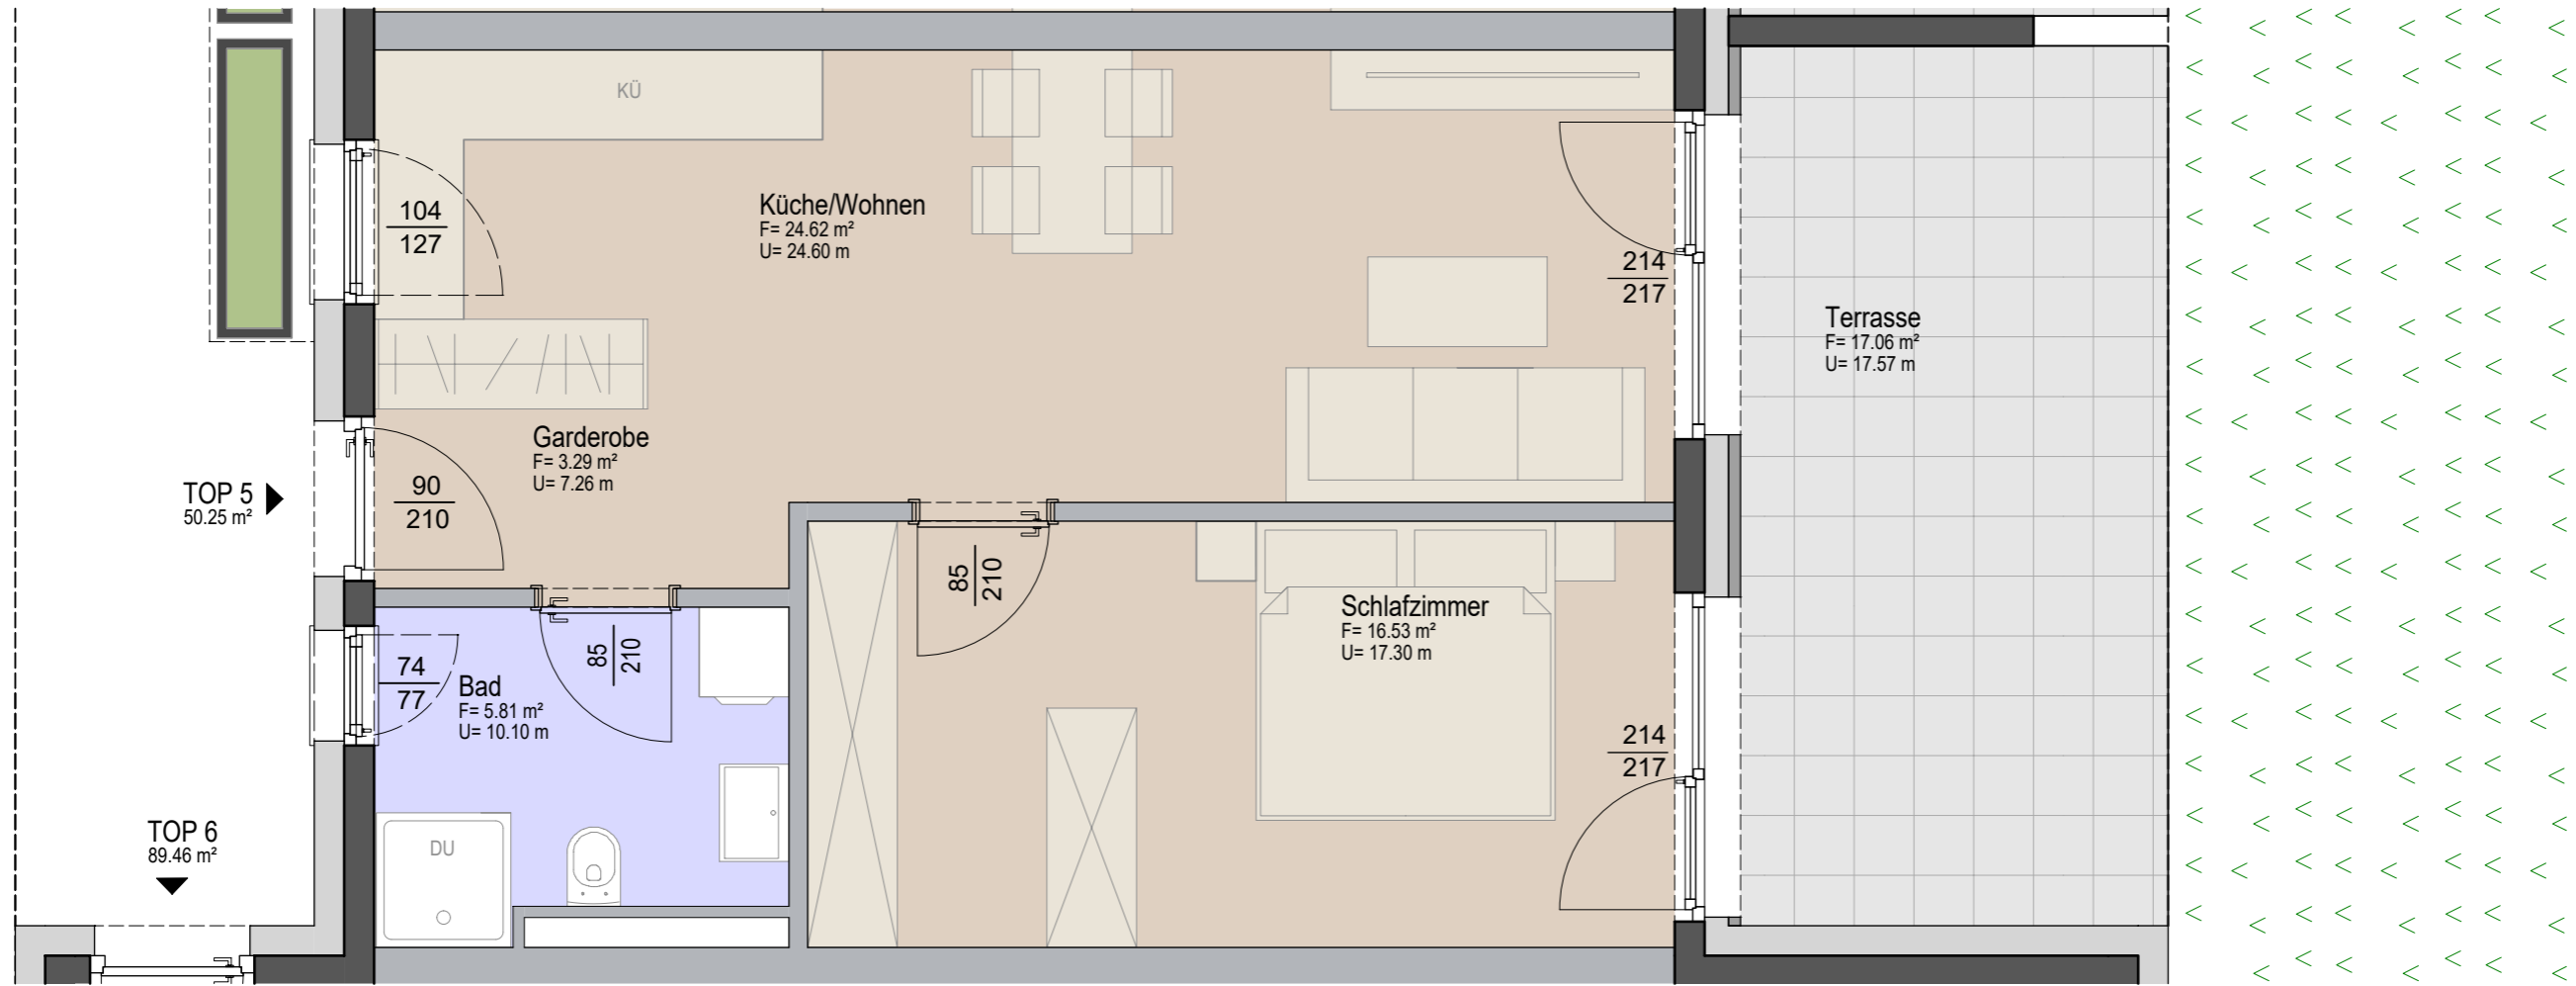 KÜ
104
127
Küche/Wohnen
F= 24.62 m²
U= 24.60 m
214
217
Terrasse
F= 17.06 m²
U= 17.57 m
Garderobe
F= 3.29 m²
U= 7.26 m
TOP 5
50.25 m²
90
210
85
210
85
210
Schlafzimmer
F= 16.53 m²
U= 17.30 m
74
77
Bad
F= 5.81 m²
U= 10.10 m
214
217
TOP 6
89.46 m²
DU